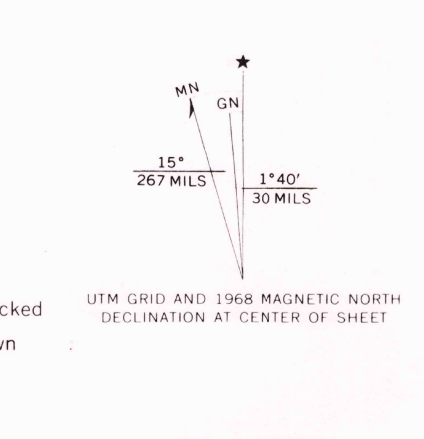 MN
GN
15°
267 MILS
1°40′
30 MILS
UTM GRID AND 1968 MAGNETIC NORTH
DECLINATION AT CENTER OF SHEET
cked
wn